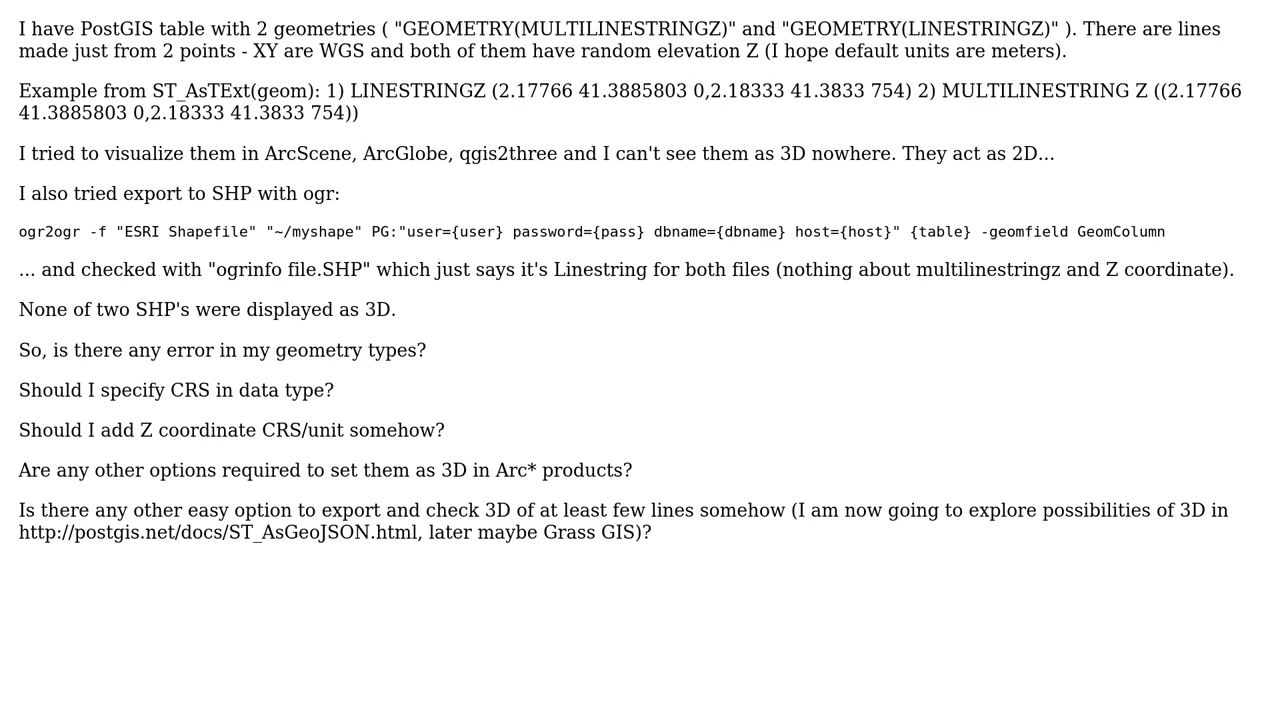 I have PostGIS table with 2 geometries ( "GEOMETRY(MULTILINESTRINGZ)" and "GEOMETRY(LINESTRINGZ)" ). There are lines
made just from 2 points - XY are WGS and both of them have random elevation Z (I hope default units are meters).
Example from ST_AsTExt(geom): 1) LINESTRINGZ (2.17766 41.3885803 0,2.18333 41.3833 754) 2) MULTILINESTRING Z ((2.17766
41.3885803 0,2.18333 41.3833 754))
I tried to visualize them in ArcScene, ArcGlobe, qgis2three and I can't see them as 3D nowhere. They act as 2D...
I also tried export to SHP with ogr:
ogr2ogr -f "ESRI Shapefile" "~/myshape" PG:"user={user} password={pass} dbname={dbname} host={host}" {table} -geomfield GeomColumn
... and checked with "ogrinfo file.SHP" which just says it's Linestring for both files (nothing about multilinestringz and Z coordinate).
None of two SHP's were displayed as 3D.
So, is there any error in my geometry types?
Should I specify CRS in data type?
Should I add Z coordinate CRS/unit somehow?
Are any other options required to set them as 3D in Arc* products?
Is there any other easy option to export and check 3D of at least few lines somehow (I am now going to explore possibilities of 3D in
http://postgis.net/docs/ST_AsGeoJSON.html, later maybe Grass GIS)?